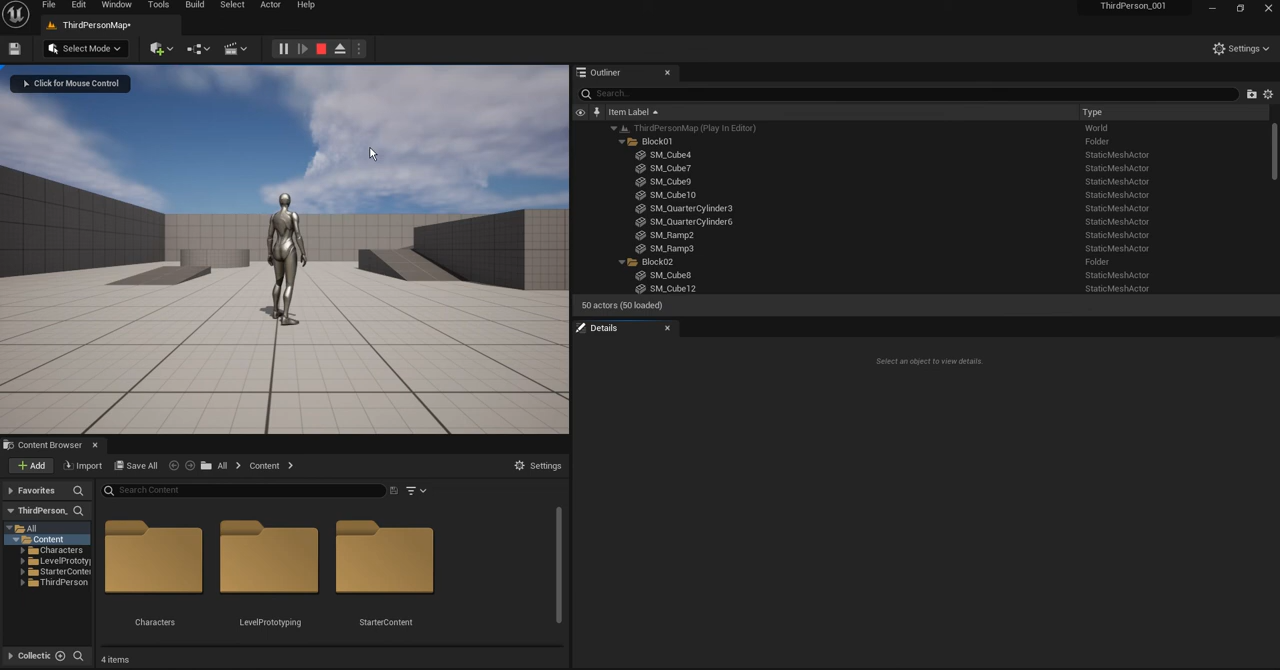 File Edit Window Tools Build Select Actor Help
ThirdPerson_001
ThirdPersonMap*
Select Mode
Settings
Click for Mouse Control
Outliner
Search...
Item Label Type
ThirdPersonMap (Play In Editor) World
Block01 Folder
SM_Cube4 StaticMeshActor
SM_Cube7 StaticMeshActor
SM_Cube9 StaticMeshActor
SM_Cube10 StaticMeshActor
SM_QuarterCylinder3 StaticMeshActor
SM_QuarterCylinder6 StaticMeshActor
SM_Ramp2 StaticMeshActor
SM_Ramp3 StaticMeshActor
Block02 Folder
SM_Cube8 StaticMeshActor
SM_Cube12 StaticMeshActor
50 actors (50 loaded)
Details
Select an object to view details.
Content Browser
Add Import Save All All Content Settings
Favorites
Search Content
ThirdPerson_
All
Content
Characters
LevelPrototyp
StarterConte
ThirdPerson
Characters LevelPrototyping StarterContent
Collectic
4 items